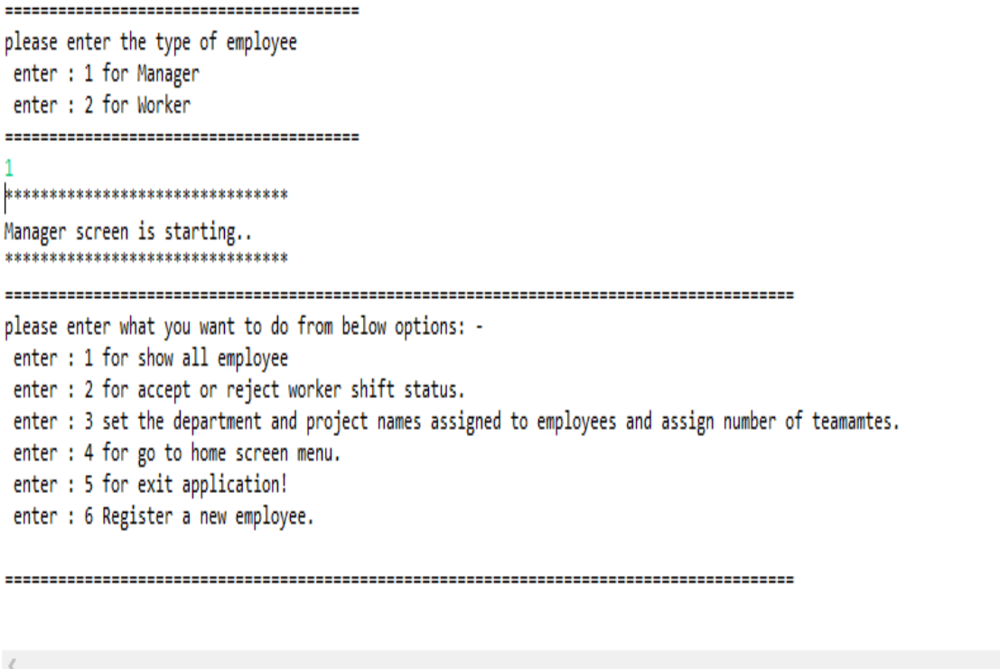 ========================================
please enter the type of employee
enter : 1 for Manager
enter : 2 for Worker
========================================
1
********************************
Manager screen is starting..
********************************
=========================================================================================
please enter what you want to do from below options: -
enter : 1 for show all employee
enter : 2 for accept or reject worker shift status.
enter : 3 set the department and project names assigned to employees and assign number of teamamtes.
enter : 4 for go to home screen menu.
enter : 5 for exit application!
enter : 6 Register a new employee.
=========================================================================================